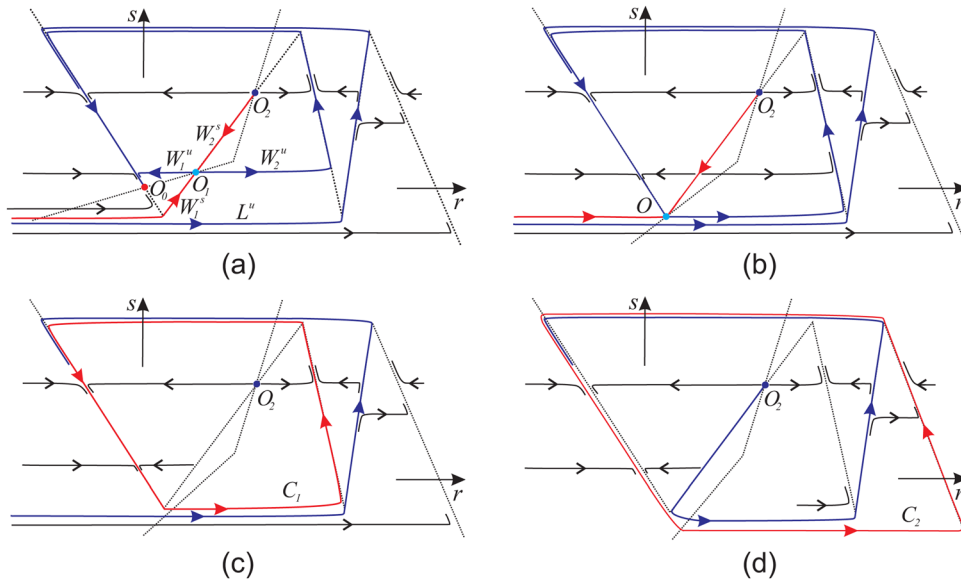 s
s
O₂
O₂
W₂ˢ
W₁ᵘ
W₂ᵘ
O₀
O₁
W₁ˢ
Lᵘ
r
O
r
(a)
(b)
s
s
O₂
O₂
C₁
r
C₂
r
(c)
(d)